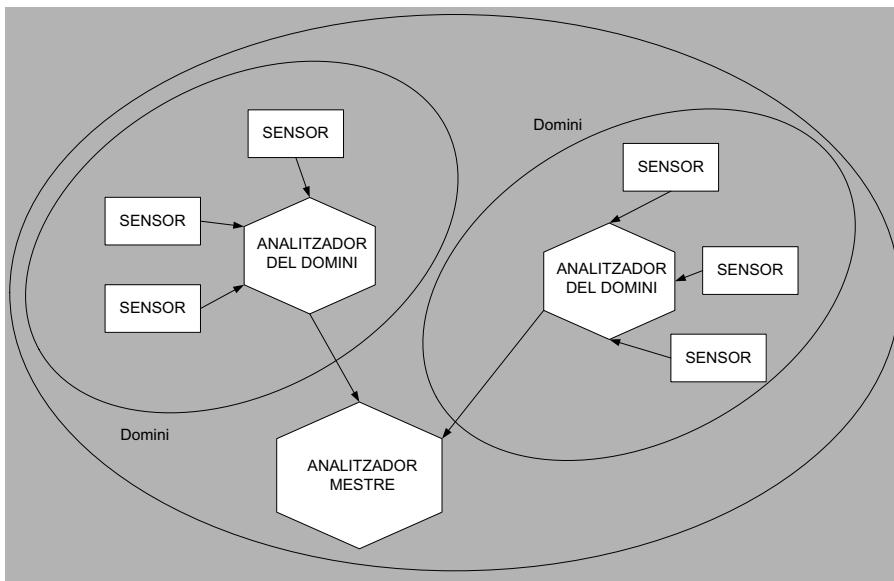 SENSOR
SENSOR
SENSOR
ANALITZADOR
DEL DOMINI
Domini
Domini
SENSOR
ANALITZADOR
DEL DOMINI
SENSOR
SENSOR
ANALITZADOR
MESTRE